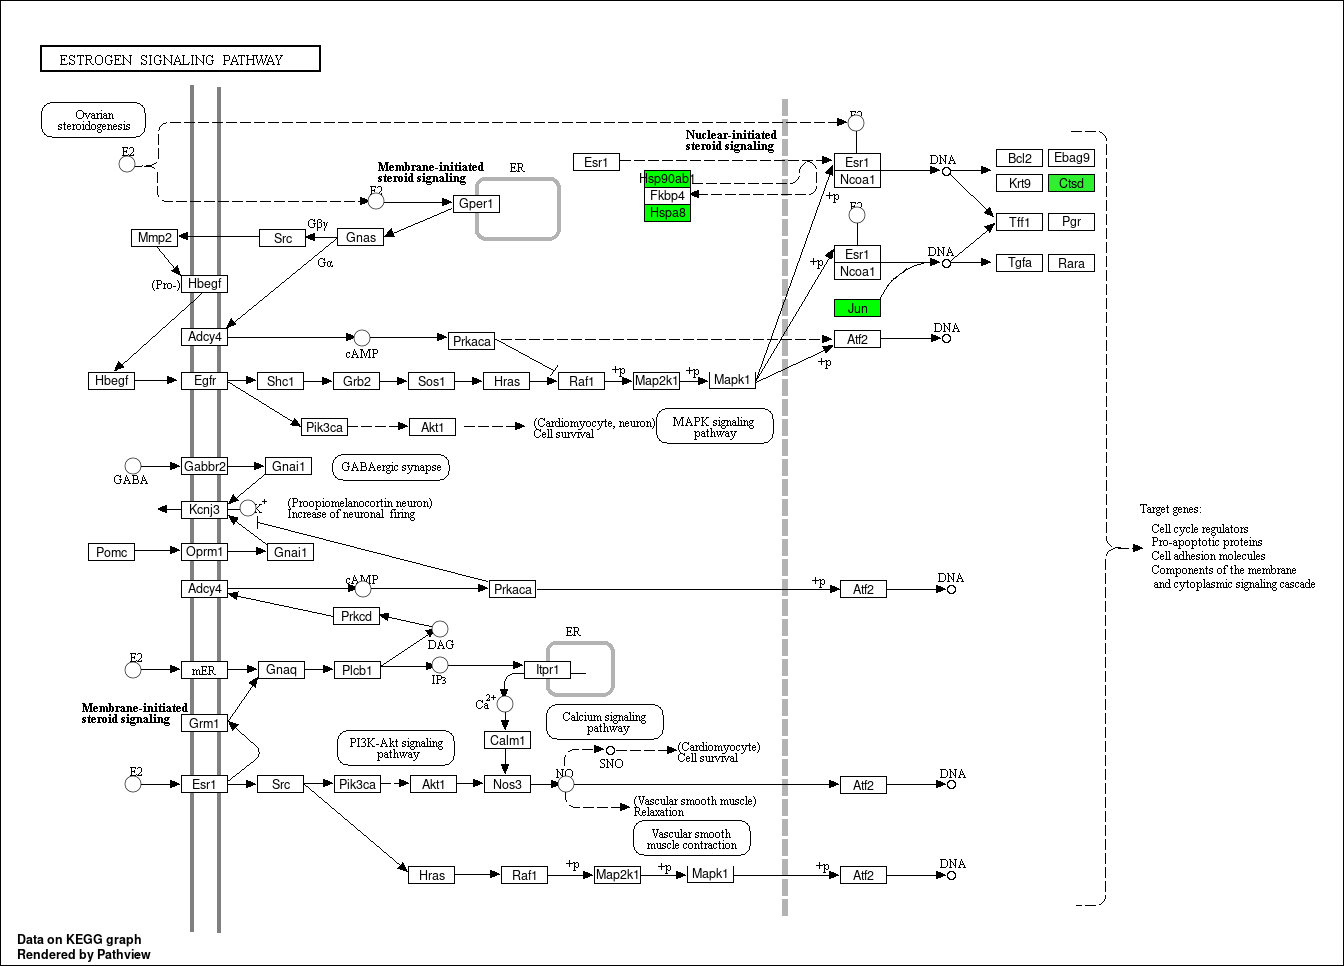 ESTROGEN SIGNALING PATHWAY
Ovarian
steroidogenesis
E2
E2
Membrane-initiated
steroid signaling
E2
ER
Gper1
Esr1
Nuclear-initiated
steroid signaling
Hsp90ab1
Fkbp4
Hspa8
Esr1
Ncoa1
+p
DNA
Bcl2
Ebag9
Krt9
Ctsd
Mmp2
Src
Gβγ
Gnas
Gα
E2
Esr1
Ncoa1
+p
DNA
Tff1
Pgr
Tgfa
Rara
(Pro-)
Hbegf
Jun
Adcy4
cAMP
Prkaca
Atf2
DNA
+p
Hbegf
Egfr
Shc1
Grb2
Sos1
Hras
Raf1
+p
Map2k1
+p
Mapk1
Pik3ca
Akt1
(Cardiomyocyte, neuron)
Cell survival
MAPK signaling
pathway
GABA
Gabbr2
Gnai1
GABAergic synapse
Kcnj3
K+
(Proopiomelanocortin neuron)
Increase of neuronal firing
Target genes:
Cell cycle regulators
Pro-apoptotic proteins
Cell adhesion molecules
Components of the membrane
and cytoplasmic signaling cascade
Pomc
Oprm1
Gnai1
Adcy4
cAMP
Prkaca
+p
Atf2
DNA
Prkcd
DAG
E2
mER
Gnaq
Plcb1
IP3
ER
Itpr1
Ca2+
Membrane-initiated
steroid signaling
Grm1
Calm1
Calcium signaling
pathway
PI3K-Akt signaling
pathway
SNO
(Cardiomyocyte)
Cell survival
E2
Esr1
Src
Pik3ca
Akt1
Nos3
NO
Atf2
DNA
(Vascular smooth muscle)
Relaxation
Vascular smooth
muscle contraction
Hras
Raf1
+p
Map2k1
+p
Mapk1
+p
Atf2
DNA
Data on KEGG graph
Rendered by Pathview